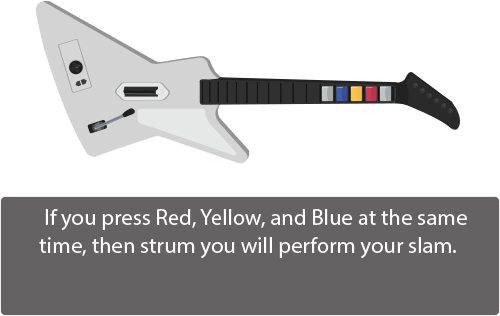 If you press Red, Yellow, and Blue at the same
time, then strum you will perform your slam.